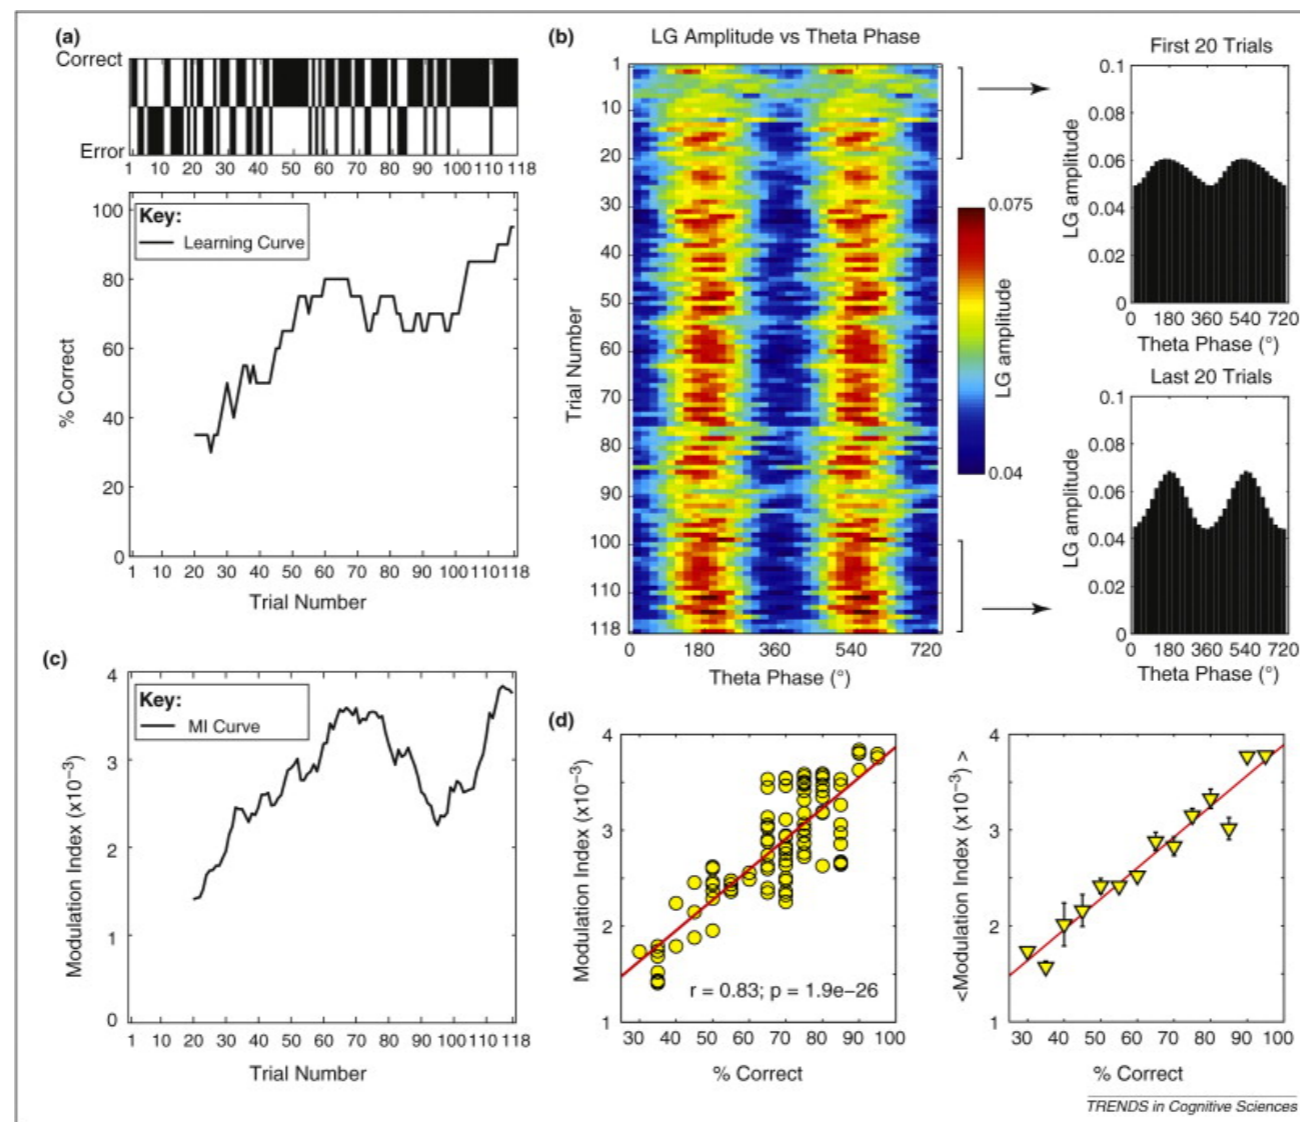 (a)
Correct
Error
1 10 20 30 40 50 60 70 80 90 100 118
100
80
60
40
20
0
% Correct
Key:
Learning Curve
1 10 20 30 40 50 60 70 80 90 100 110 118
Trial Number
(b)
LG Amplitude vs Theta Phase
1
10
20
30
40
50
60
70
80
90
100
110
118
Trial Number
0 180 360 540 720
Theta Phase (°)
0.075
0.04
LG amplitude
First 20 Trials
0.1
0.08
0.06
0.04
0.02
0
LG amplitude
0 180 360 540 720
Theta Phase (°)
Last 20 Trials
0.1
0.08
0.06
0.04
0.02
0
LG amplitude
0 180 360 540 720
Theta Phase (°)
(c)
4
3
2
1
0
Modulation Index (x10−3)
Key:
MI Curve
1 10 20 30 40 50 60 70 80 90 100 110 118
Trial Number
(d)
4
3
2
1
Modulation Index (x10−3)
r = 0.83; p = 1.9e−26
30 40 50 60 70 80 90 100
% Correct
4
3
2
1
<Modulation Index (x10−3) >
30 40 50 60 70 80 90 100
% Correct
TRENDS in Cognitive Sciences